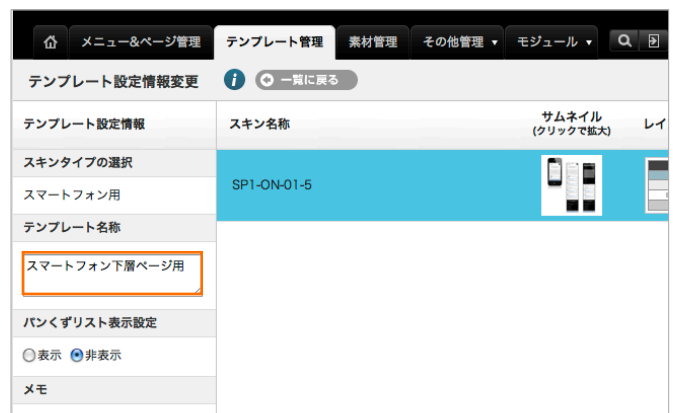 メニュー&ページ管理 テンプレート管理 素材管理 その他管理 ▼ モジュール ▼
テンプレート設定情報変更 i 一覧に戻る
テンプレート設定情報 スキン名称 サムネイル レイ
(クリックで拡大)
スキンタイプの選択
スマートフォン用 SP1-ON-01-5
テンプレート名称
スマートフォン下層ページ用
パンくずリスト表示設定
表示 非表示
メモ